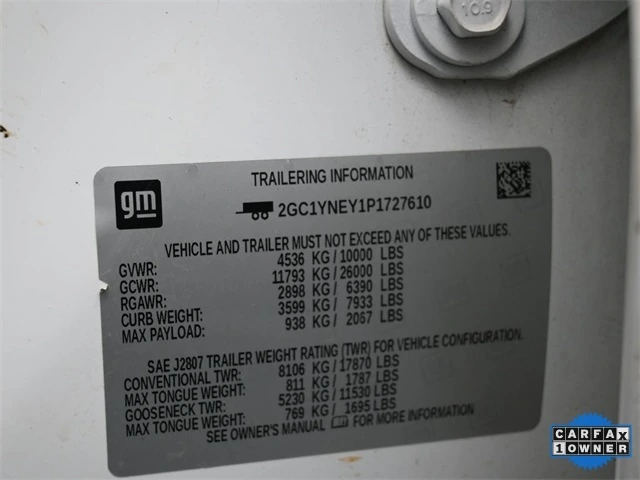 10.9
gm
TRAILERING INFORMATION
2GC1YNEY1P1727610
VEHICLE AND TRAILER MUST NOT EXCEED ANY OF THESE VALUES.
GVWR: 4536 KG/10000 LBS
GCWR: 11793 KG/26000 LBS
RGAWR: 2898 KG/ 6390 LBS
CURB WEIGHT: 3599 KG/ 7933 LBS
MAX PAYLOAD: 938 KG/ 2067 LBS
SAE J2807 TRAILER WEIGHT RATING (TWR) FOR VEHICLE CONFIGURATION.
CONVENTIONAL TWR: 8106 KG/17870 LBS
MAX TONGUE WEIGHT: 811 KG/ 1787 LBS
GOOSENECK TWR: 5230 KG/11530 LBS
MAX TONGUE WEIGHT: 769 KG/ 1695 LBS
SEE OWNER'S MANUAL FOR MORE INFORMATION
CARFAX
1 OWNER